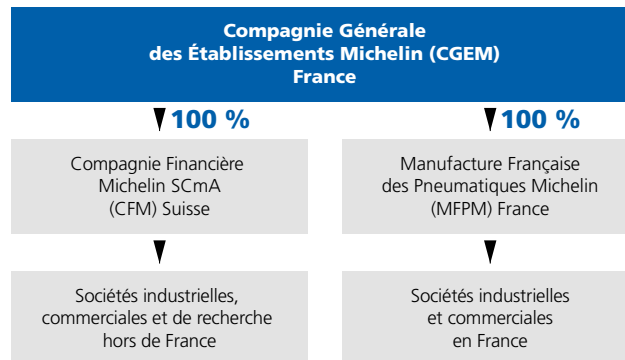 Compagnie Générale
des Établissements Michelin (CGEM)
France
100 %
100 %
Compagnie Financière
Michelin SCmA
(CFM) Suisse
Manufacture Française
des Pneumatiques Michelin
(MFPM) France
Sociétés industrielles,
commerciales et de recherche
hors de France
Sociétés industrielles
et commerciales
en France